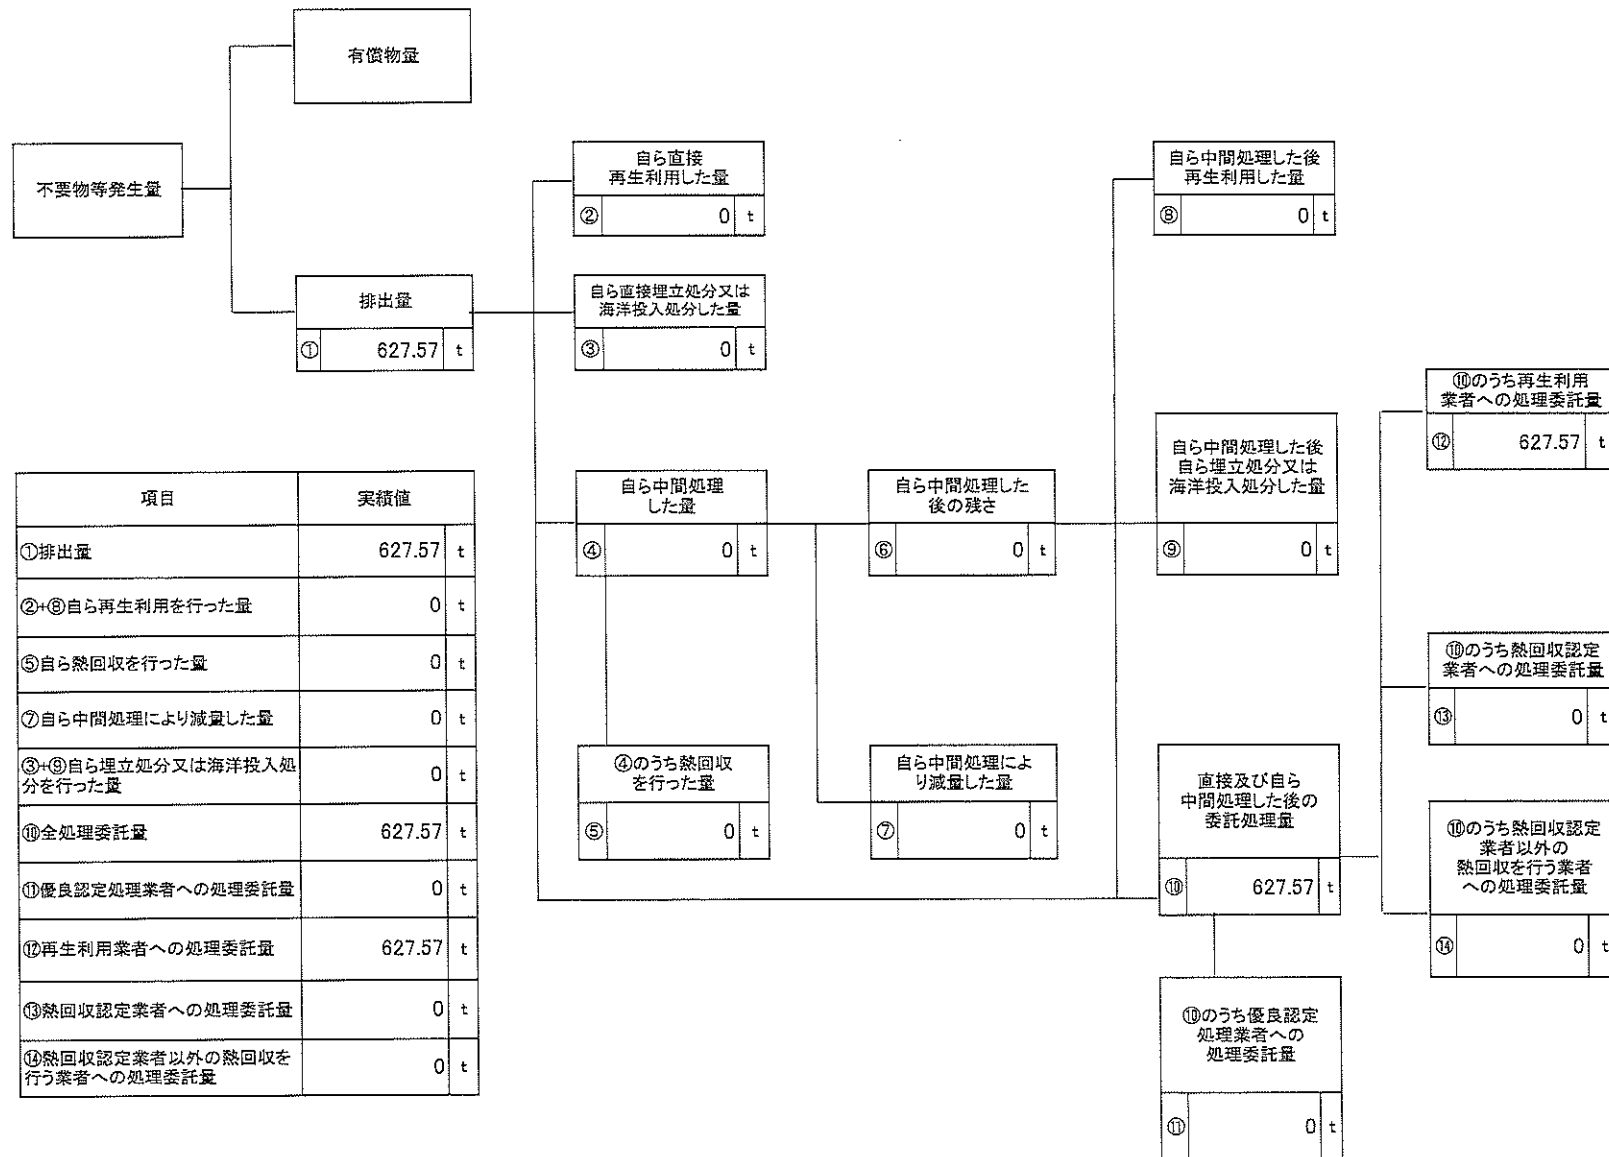 有償物量
不要物等発生量
排出量
① 627.57 t
自ら直接
再生利用した量
② 0 t
自ら直接埋立処分又は
海洋投入処分した量
③ 0 t
自ら中間処理
した量
④ 0 t
④のうち熱回収
を行った量
⑤ 0 t
自ら中間処理した
後の残さ
⑥ 0 t
自ら中間処理によ
り減量した量
⑦ 0 t
自ら中間処理した後
再生利用した量
⑧ 0 t
自ら中間処理した後
自ら埋立処分又は
海洋投入処分した量
⑨ 0 t
直接及び自ら
中間処理した後の
委託処理量
⑩ 627.57 t
⑩のうち優良認定
処理業者への
処理委託量
⑪ 0 t
⑩のうち再生利用
業者への処理委託量
⑫ 627.57 t
⑩のうち熱回収認定
業者への処理委託量
⑬ 0 t
⑩のうち熱回収認定
業者以外の
熱回収を行う業者
への処理委託量
⑭ 0 t
項目 実績値
①排出量 627.57 t
②+⑧自ら再生利用を行った量 0 t
⑤自ら熱回収を行った量 0 t
⑦自ら中間処理により減量した量 0 t
③+⑨自ら埋立処分又は海洋投入処
分を行った量 0 t
⑩全処理委託量 627.57 t
⑪優良認定処理業者への処理委託量 0 t
⑫再生利用業者への処理委託量 627.57 t
⑬熱回収認定業者への処理委託量 0 t
⑭熱回収認定業者以外の熱回収を
行う業者への処理委託量 0 t